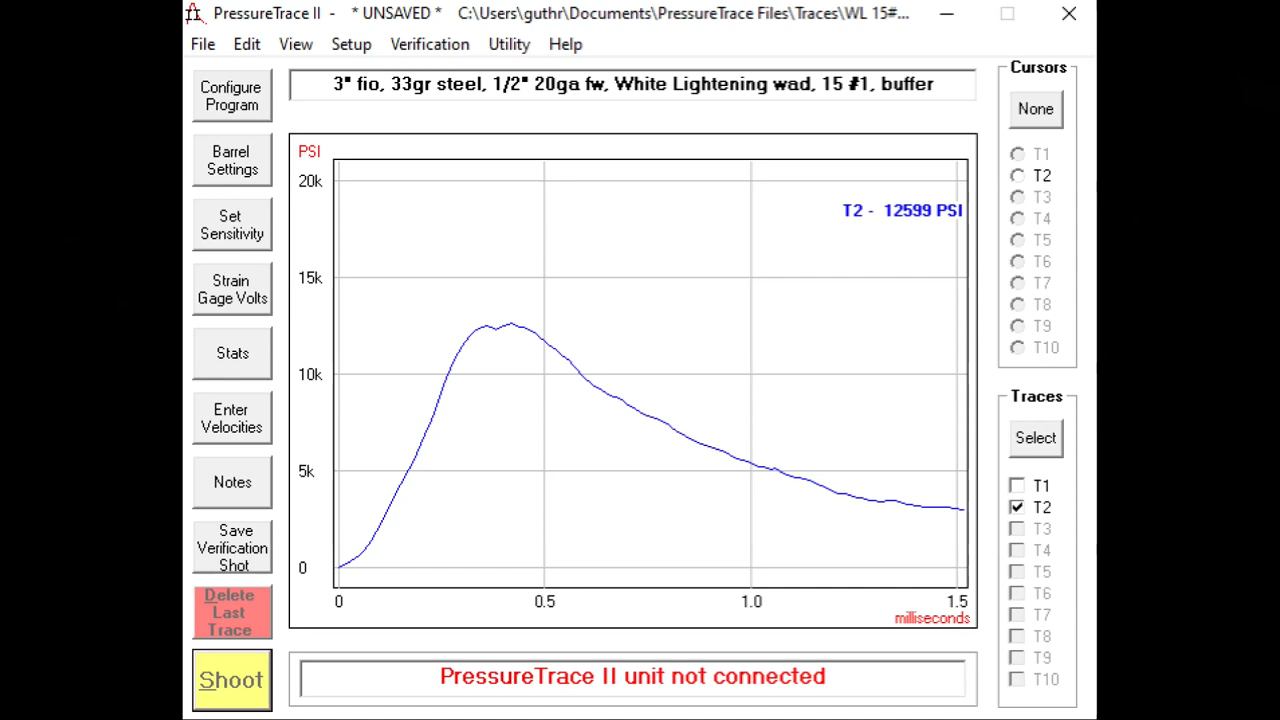 PressureTrace II - * UNSAVED * C:\Users\guthr\Documents\PressureTrace Files\Traces\WL 15#...
File Edit View Setup Verification Utility Help
Configure
Program
Barrel
Settings
Set
Sensitivity
Strain
Gage Volts
Stats
Enter
Velocities
Notes
Save
Verification
Shot
Delete
Last
Trace
Shoot
3" fio, 33gr steel, 1/2" 20ga fw, White Lightening wad, 15 #1, buffer
PSI
20k
15k
10k
5k
0
T2 - 12599 PSI
0 0.5 1.0 1.5
milliseconds
PressureTrace II unit not connected
Cursors
None
T1
T2
T3
T4
T5
T6
T7
T8
T9
T10
Traces
Select
T1
T2
T3
T4
T5
T6
T7
T8
T9
T10